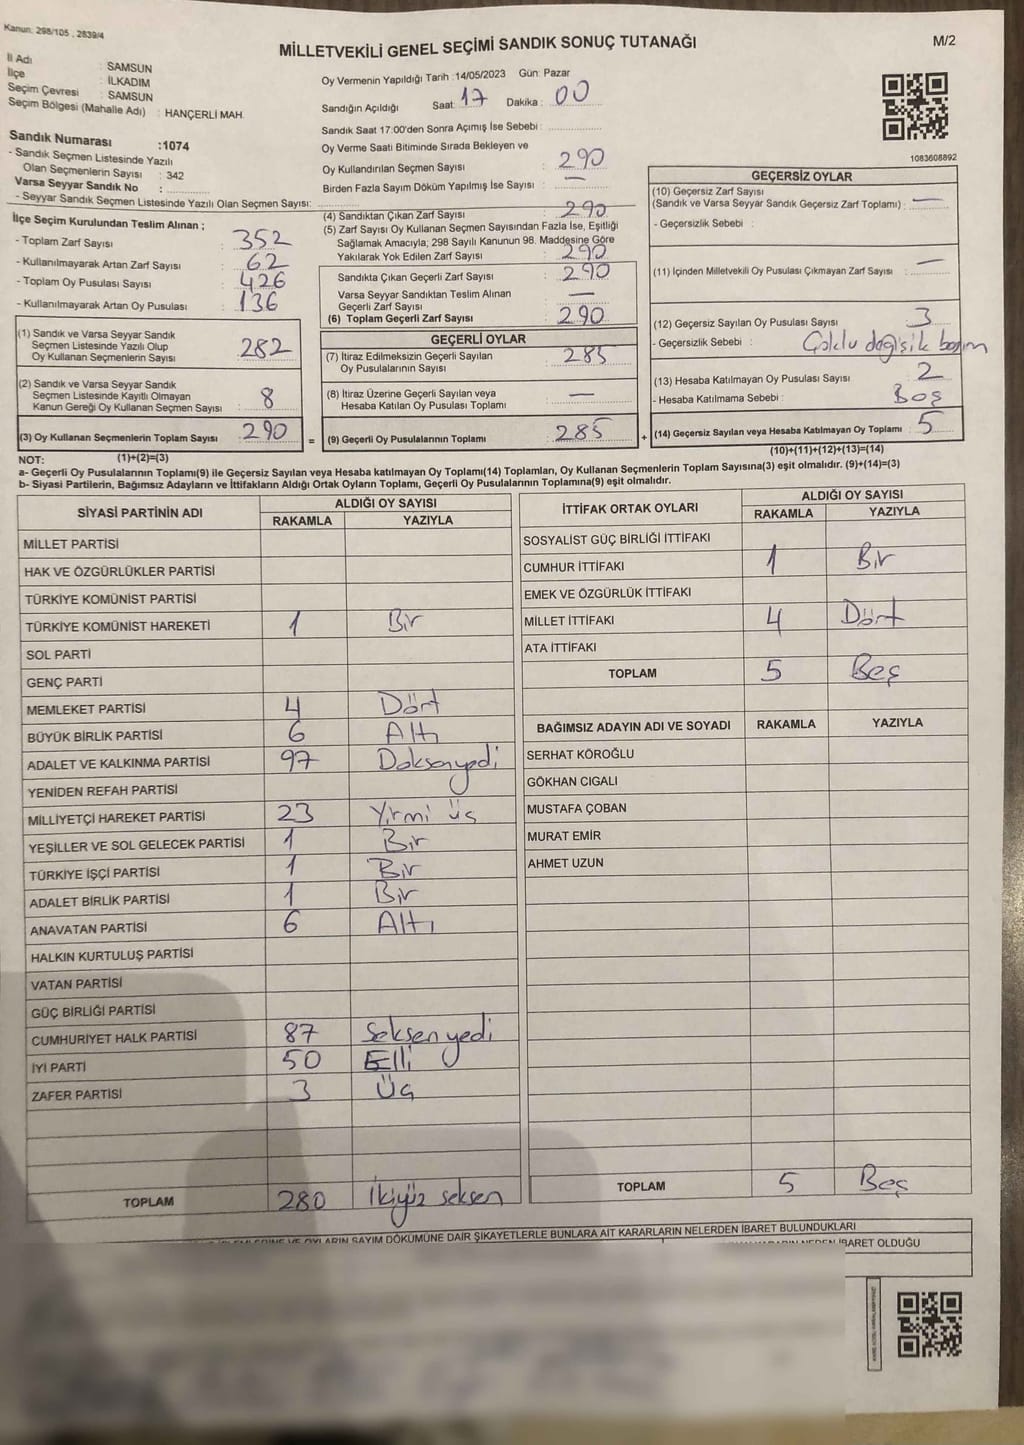 Kanun: 298/105, 2839/4
MİLLETVEKİLİ GENEL SEÇİMİ SANDIK SONUÇ TUTANAĞI
M/2
İl Adı : SAMSUN
İlçe : İLKADIM
Seçim Çevresi : SAMSUN
Seçim Bölgesi (Mahalle Adı) : HANÇERLİ MAH.
Sandık Numarası :1074
- Sandık Seçmen Listesinde Yazılı
Olan Seçmenlerin Sayısı : 342
Varsa Seyyar Sandık No :
- Seyyar Sandık Seçmen Listesinde Yazılı Olan Seçmen Sayısı:
Oy Vermenin Yapıldığı Tarih :14/05/2023 Gün: Pazar
Sandığın Açıldığı Saat: 17 Dakika : 00
Sandık Saat 17:00'den Sonra Açımış İse Sebebi :
Oy Verme Saati Bitiminde Sırada Bekleyen ve
Oy Kullandırılan Seçmen Sayısı : 290
Birden Fazla Sayım Döküm Yapılmış İse Sayısı : —
1083608892
İlçe Seçim Kurulundan Teslim Alınan ;
- Toplam Zarf Sayısı : 352
- Kullanılmayarak Artan Zarf Sayısı : 62
- Toplam Oy Pusulası Sayısı : 426
- Kullanılmayarak Artan Oy Pusulası : 136
(1) Sandık ve Varsa Seyyar Sandık
Seçmen Listesinde Yazılı Olup
Oy Kullanan Seçmenlerin Sayısı : 282
(2) Sandık ve Varsa Seyyar Sandık
Seçmen Listesinde Kayıtlı Olmayan
Kanun Gereği Oy Kullanan Seçmen Sayısı : 8
(3) Oy Kullanan Seçmenlerin Toplam Sayısı : 290
(1)+(2)=(3)
(4) Sandıktan Çıkan Zarf Sayısı : 290
(5) Zarf Sayısı Oy Kullanan Seçmen Sayısından Fazla İse, Eşitliği
Sağlamak Amacıyla; 298 Sayılı Kanunun 98. Maddesine Göre
Yakılarak Yok Edilen Zarf Sayısı : 290
Sandıkta Çıkan Geçerli Zarf Sayısı : 290
Varsa Seyyar Sandıktan Teslim Alınan
Geçerli Zarf Sayısı : —
(6) Toplam Geçerli Zarf Sayısı : 290
GEÇERLİ OYLAR
(7) İtiraz Edilmeksizin Geçerli Sayılan
Oy Pusulalarının Sayısı : 285
(8) İtiraz Üzerine Geçerli Sayılan veya
Hesaba Katılan Oy Pusulası Toplamı : —
= (9) Geçerli Oy Pusulalarının Toplamı : 285
GEÇERSİZ OYLAR
(10) Geçersiz Zarf Sayısı
(Sandık ve Varsa Seyyar Sandık Geçersiz Zarf Toplamı) : —
- Geçersizlik Sebebi :
(11) İçinden Milletvekili Oy Pusulası Çıkmayan Zarf Sayısı : —
(12) Geçersiz Sayılan Oy Pusulası Sayısı : 3
- Geçersizlik Sebebi : Çoklu değişik basım
(13) Hesaba Katılmayan Oy Pusulası Sayısı : 2
- Hesaba Katılmama Sebebi : Boş
+ (14) Geçersiz Sayılan veya Hesaba Katılmayan Oy Toplamı : 5
(10)+(11)+(12)+(13)=(14)
NOT:
a- Geçerli Oy Pusulalarının Toplamı(9) ile Geçersiz Sayılan veya Hesaba katılmayan Oy Toplamı(14) Toplamları, Oy Kullanan Seçmenlerin Toplam Sayısına(3) eşit olmalıdır. (9)+(14)=(3)
b- Siyasi Partilerin, Bağımsız Adayların ve İttifakların Aldığı Ortak Oyların Toplamı, Geçerli Oy Pusulalarının Toplamına(9) eşit olmalıdır.
SİYASİ PARTİNİN ADI ALDIĞI OY SAYISI
RAKAMLA YAZIYLA
MİLLET PARTİSİ
HAK VE ÖZGÜRLÜKLER PARTİSİ
TÜRKİYE KOMÜNİST PARTİSİ
TÜRKİYE KOMÜNİST HAREKETİ 1 Bir
SOL PARTİ
GENÇ PARTİ
MEMLEKET PARTİSİ 4 Dört
BÜYÜK BİRLİK PARTİSİ 6 Altı
ADALET VE KALKINMA PARTİSİ 97 Doksanyedi
YENİDEN REFAH PARTİSİ
MİLLİYETÇİ HAREKET PARTİSİ 23 Yirmi üç
YEŞİLLER VE SOL GELECEK PARTİSİ 1 Bir
TÜRKİYE İŞÇİ PARTİSİ 1 Bir
ADALET BİRLİK PARTİSİ 1 Bir
ANAVATAN PARTİSİ 6 Altı
HALKIN KURTULUŞ PARTİSİ
VATAN PARTİSİ
GÜÇ BİRLİĞİ PARTİSİ
CUMHURİYET HALK PARTİSİ 87 Seksen yedi
İYİ PARTİ 50 Elli
ZAFER PARTİSİ 3 Üç
TOPLAM 280 İkiyüz seksen
İTTİFAK ORTAK OYLARI ALDIĞI OY SAYISI
RAKAMLA YAZIYLA
SOSYALİST GÜÇ BİRLİĞİ İTTİFAKI
CUMHUR İTTİFAKI 1 Bir
EMEK VE ÖZGÜRLÜK İTTİFAKI
MİLLET İTTİFAKI 4 Dört
ATA İTTİFAKI
TOPLAM 5 Beş
BAĞIMSIZ ADAYIN ADI VE SOYADI RAKAMLA YAZIYLA
SERHAT KÖROĞLU
GÖKHAN CIGALI
MUSTAFA ÇOBAN
MURAT EMİR
AHMET UZUN
TOPLAM 5 Beş
VE OYLARIN SAYIM DÖKÜMÜNE DAİR ŞİKAYETLERLE BUNLARA AİT KARARLARIN NELERDEN İBARET BULUNDUKLARI
NEDEN İBARET OLDUĞU